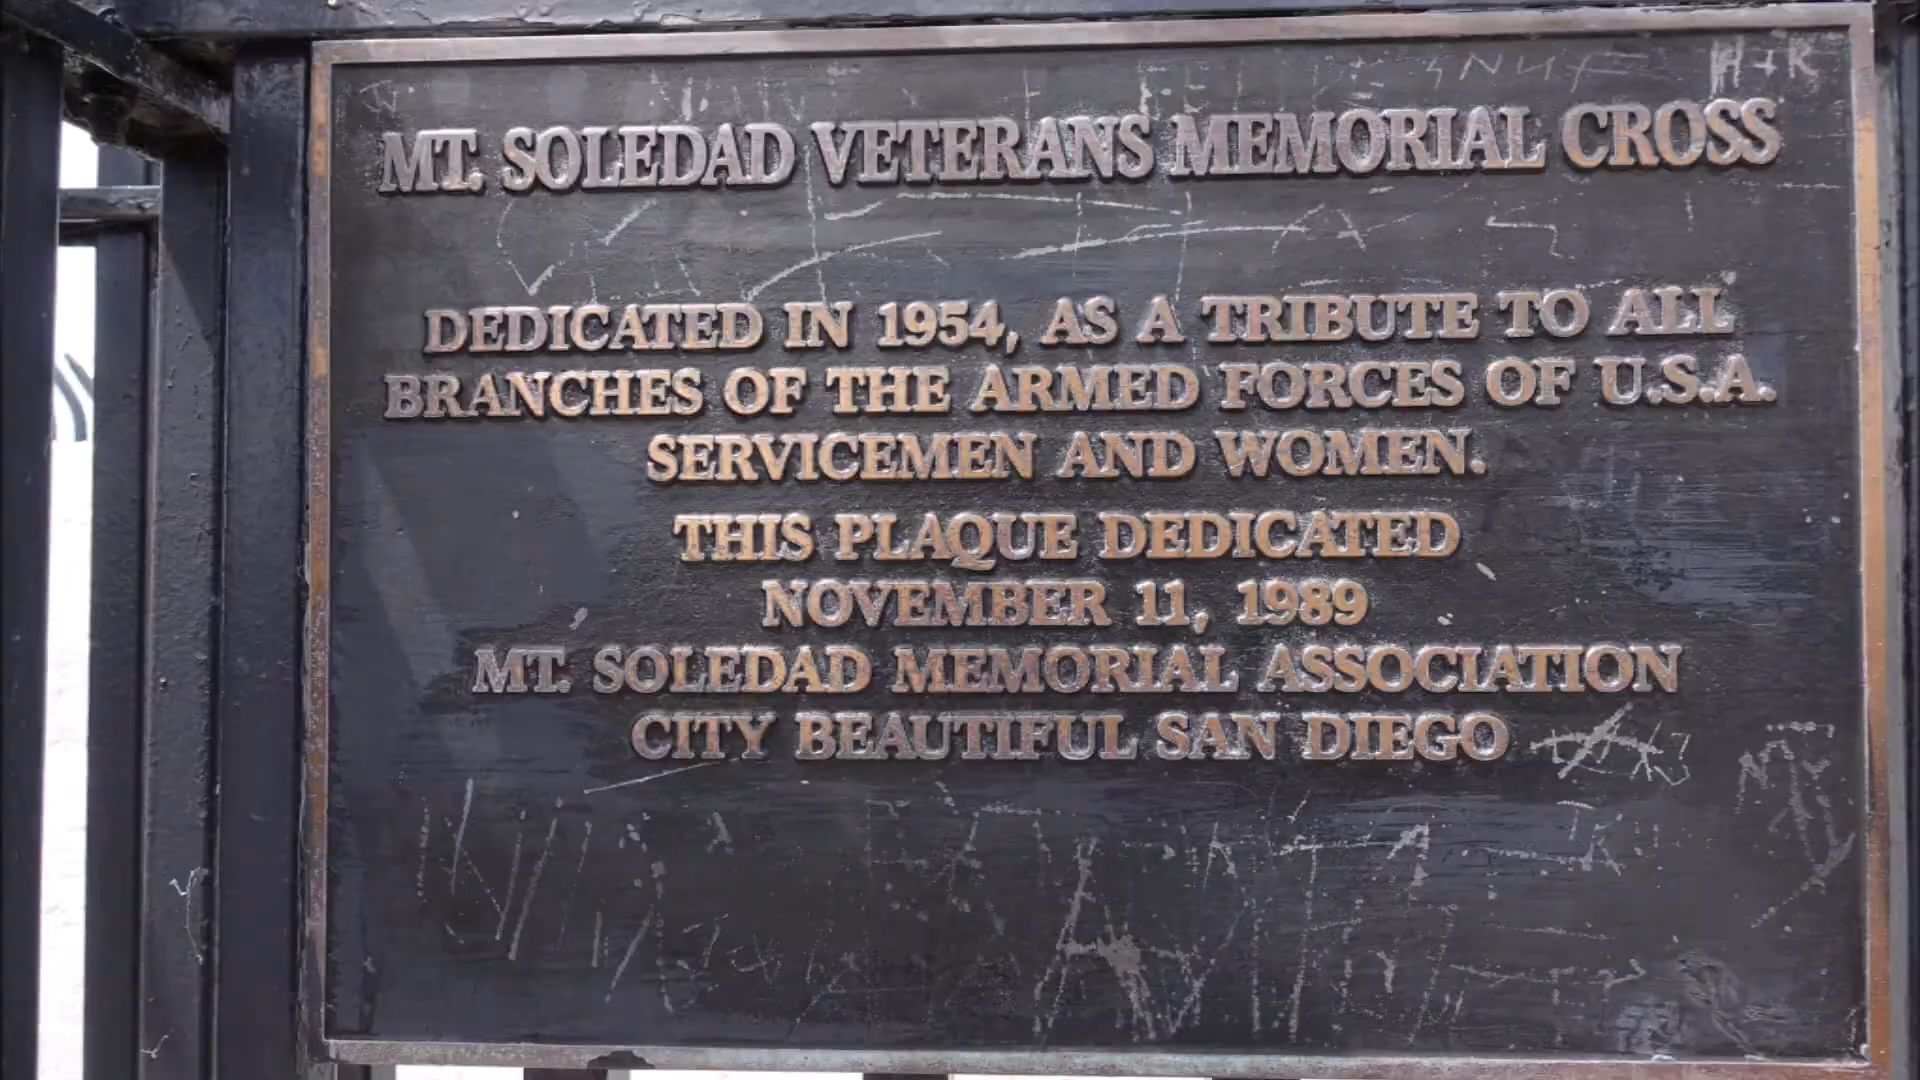 H+R
MT. SOLEDAD VETERANS MEMORIAL CROSS
DEDICATED IN 1954, AS A TRIBUTE TO ALL
BRANCHES OF THE ARMED FORCES OF U.S.A.
SERVICEMEN AND WOMEN.
THIS PLAQUE DEDICATED
NOVEMBER 11, 1989
MT. SOLEDAD MEMORIAL ASSOCIATION
CITY BEAUTIFUL SAN DIEGO